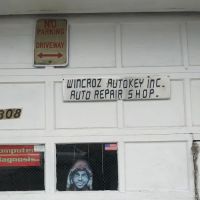 NO
PARKING
DRIVEWAY
WINCROZ AUTOKEY INC.
AUTO REPAIR SHOP.
308
Computer
Diagnosis.